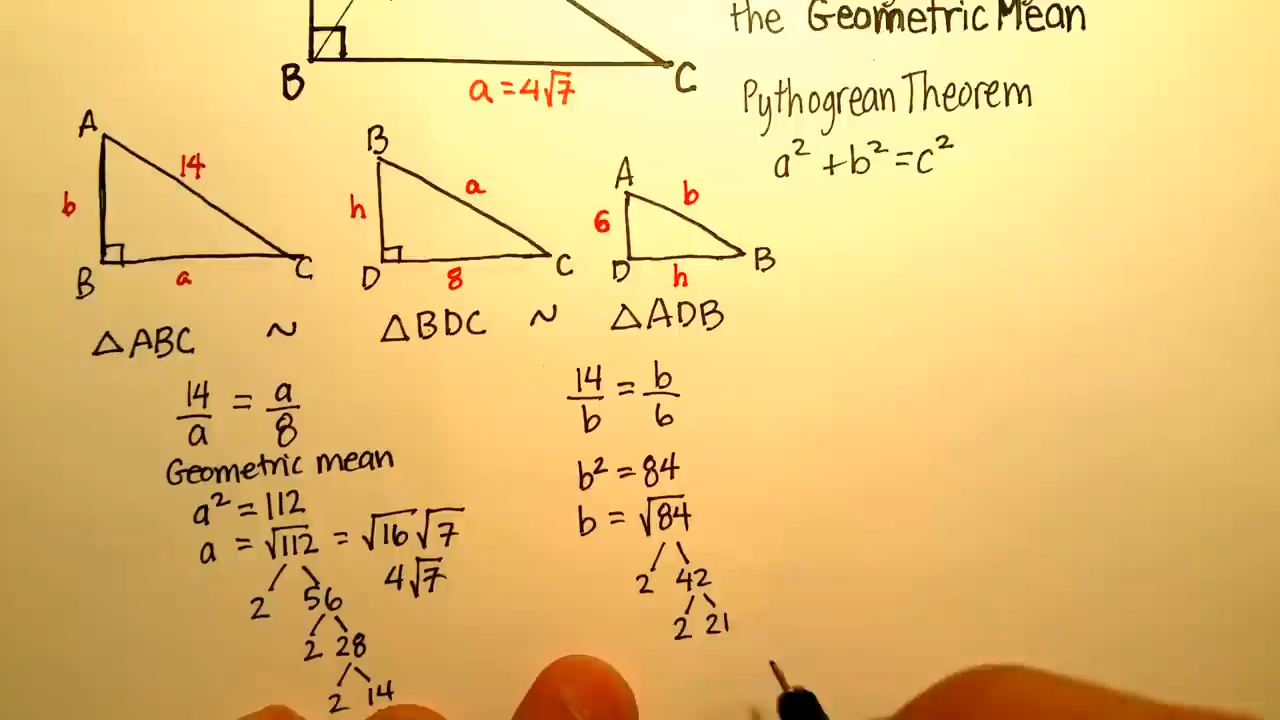 the Geometric Mean
B
a = 4√7
C
Pythogrean Theorem
a² + b² = c²
A
14
b
B
a
C
B
h
a
D
8
C
A
6
b
D
h
B
△ABC ~ △BDC ~ △ADB
14/a = a/8
Geometric mean
a² = 112
a = √112 = √16 √7
4√7
2 56
2 28
2 14
14/b = b/6
b² = 84
b = √84
2 42
2 21